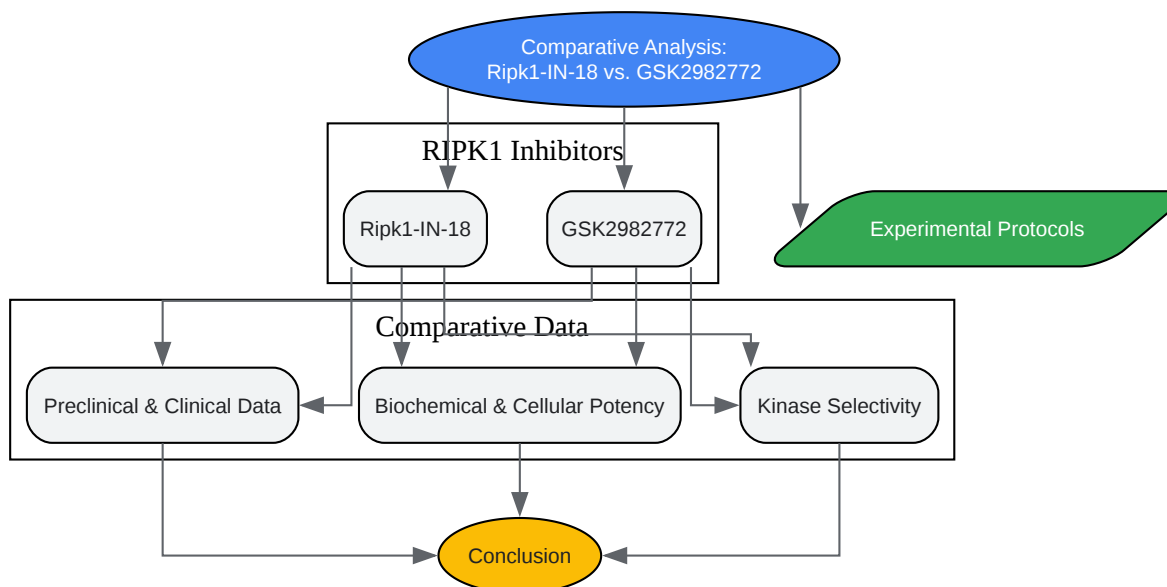 Comparative Analysis:
Ripk1-IN-18 vs. GSK2982772
RIPK1 Inhibitors
Ripk1-IN-18
GSK2982772
Experimental Protocols
Comparative Data
Preclinical & Clinical Data
Biochemical & Cellular Potency
Kinase Selectivity
Conclusion